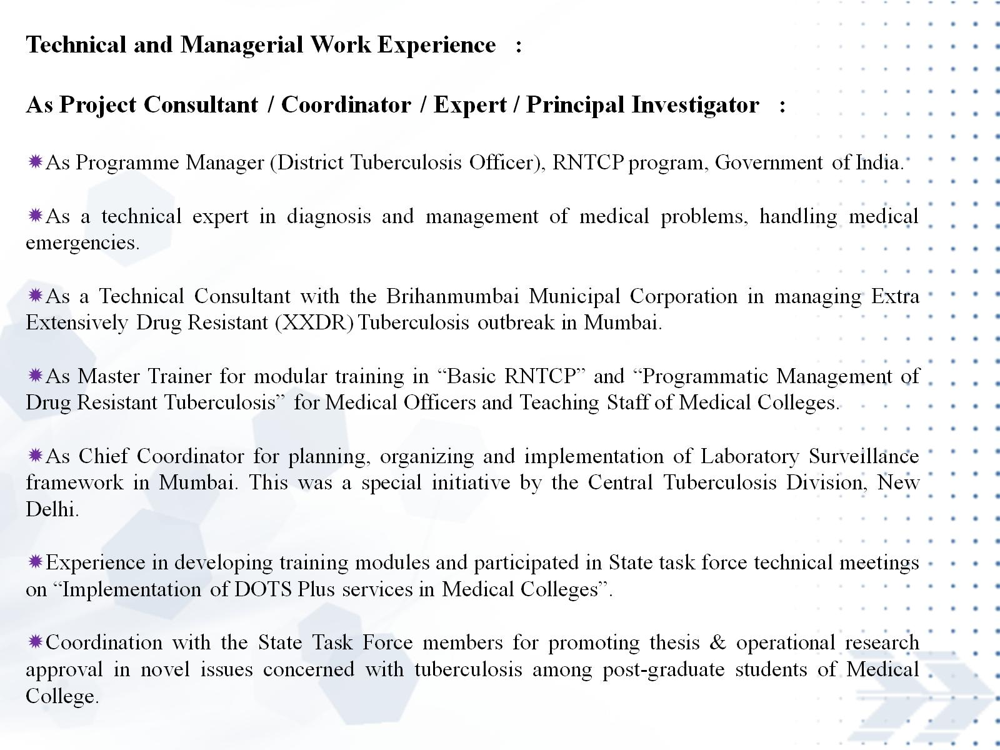 Technical and Managerial Work Experience :
As Project Consultant / Coordinator / Expert / Principal Investigator :
✹As Programme Manager (District Tuberculosis Officer), RNTCP program, Government of India.
✹As a technical expert in diagnosis and management of medical problems, handling medical
emergencies.
✹As a Technical Consultant with the Brihanmumbai Municipal Corporation in managing Extra
Extensively Drug Resistant (XXDR) Tuberculosis outbreak in Mumbai.
✹As Master Trainer for modular training in “Basic RNTCP” and “Programmatic Management of
Drug Resistant Tuberculosis” for Medical Officers and Teaching Staff of Medical Colleges.
✹As Chief Coordinator for planning, organizing and implementation of Laboratory Surveillance
framework in Mumbai. This was a special initiative by the Central Tuberculosis Division, New
Delhi.
✹Experience in developing training modules and participated in State task force technical meetings
on “Implementation of DOTS Plus services in Medical Colleges”.
✹Coordination with the State Task Force members for promoting thesis & operational research
approval in novel issues concerned with tuberculosis among post-graduate students of Medical
College.